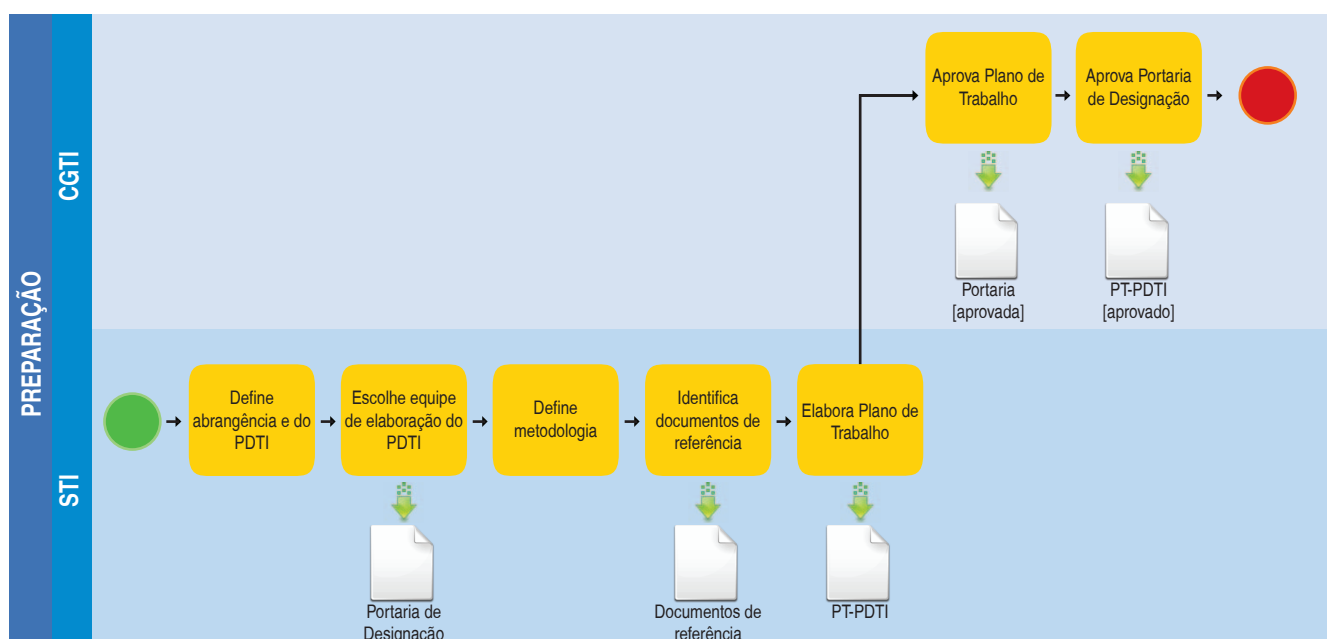 PREPARAÇÃO
CGTI
Aprova Plano de
Trabalho
Aprova Portaria
de Designação
Portaria
[aprovada]
PT-PDTI
[aprovado]
STI
Define
abrangência e do
PDTI
Escolhe equipe
de elaboração do
PDTI
Define
metodologia
Identifica
documentos de
referência
Elabora Plano de
Trabalho
Portaria de
Designação
Documentos de
referência
PT-PDTI